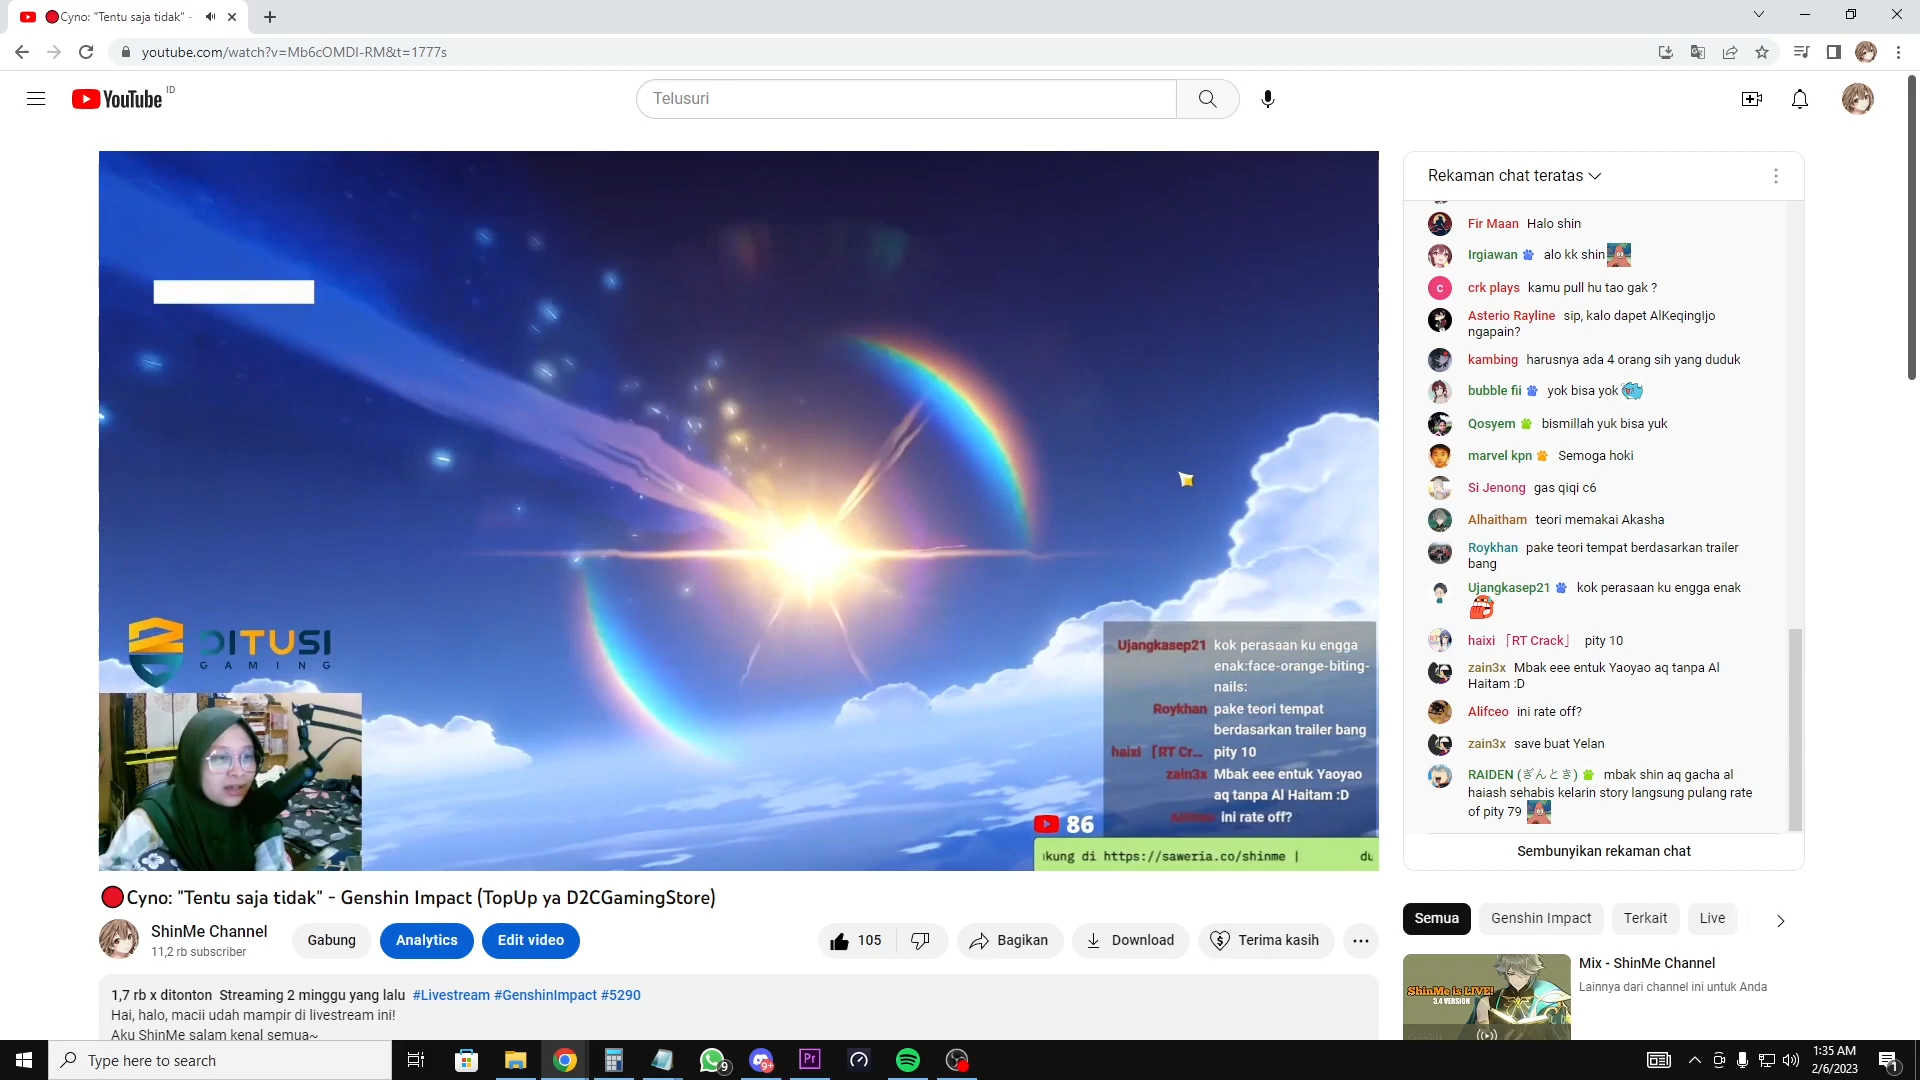 Cyno: "Tentu saja tidak" -
youtube.com/watch?v=Mb6cOMDI-RM&t=1777s
YouTube ID
Telusuri
DITUSI
GAMING
Ujangkasep21 kok perasaan ku engga
enak:face-orange-biting-
nails:
Roykhan pake teori tempat
berdasarkan trailer bang
haixi「RT Cr... pity 10
zain3x Mbak eee entuk Yaoyao
aq tanpa Al Haitam :D
Alifceo ini rate off?
86
kung di https://saweria.co/shinme | du
Rekaman chat teratas
Fir Maan Halo shin
Irgiawan alo kk shin
C crk plays kamu pull hu tao gak ?
Asterio Rayline sip, kalo dapet AlKeqingIjo
ngapain?
kambing harusnya ada 4 orang sih yang duduk
bubble fii yok bisa yok
Qosyem bismillah yuk bisa yuk
marvel kpn Semoga hoki
Si Jenong gas qiqi c6
Alhaitham teori memakai Akasha
Roykhan pake teori tempat berdasarkan trailer
bang
Ujangkasep21 kok perasaan ku engga enak
haixi「RT Crack」 pity 10
zain3x Mbak eee entuk Yaoyao aq tanpa Al
Haitam :D
Alifceo ini rate off?
zain3x save buat Yelan
RAIDEN (ぎんとき) mbak shin aq gacha al
haiash sehabis kelarin story langsung pulang rate
of pity 79
Sembunyikan rekaman chat
Cyno: "Tentu saja tidak" - Genshin Impact (TopUp ya D2CGamingStore)
ShinMe Channel
11,2 rb subscriber
Gabung Analytics Edit video 105 Bagikan Download Terima kasih
1,7 rb x ditonton Streaming 2 minggu yang lalu #Livestream #GenshinImpact #5290
Hai, halo, macii udah mampir di livestream ini!
Aku ShinMe salam kenal semua~
Semua Genshin Impact Terkait Live
ShinMe is LIVE!
3.4 VERSION
Mix - ShinMe Channel
Lainnya dari channel ini untuk Anda
Type here to search
9
9+
Pr
1:35 AM
2/6/2023
1